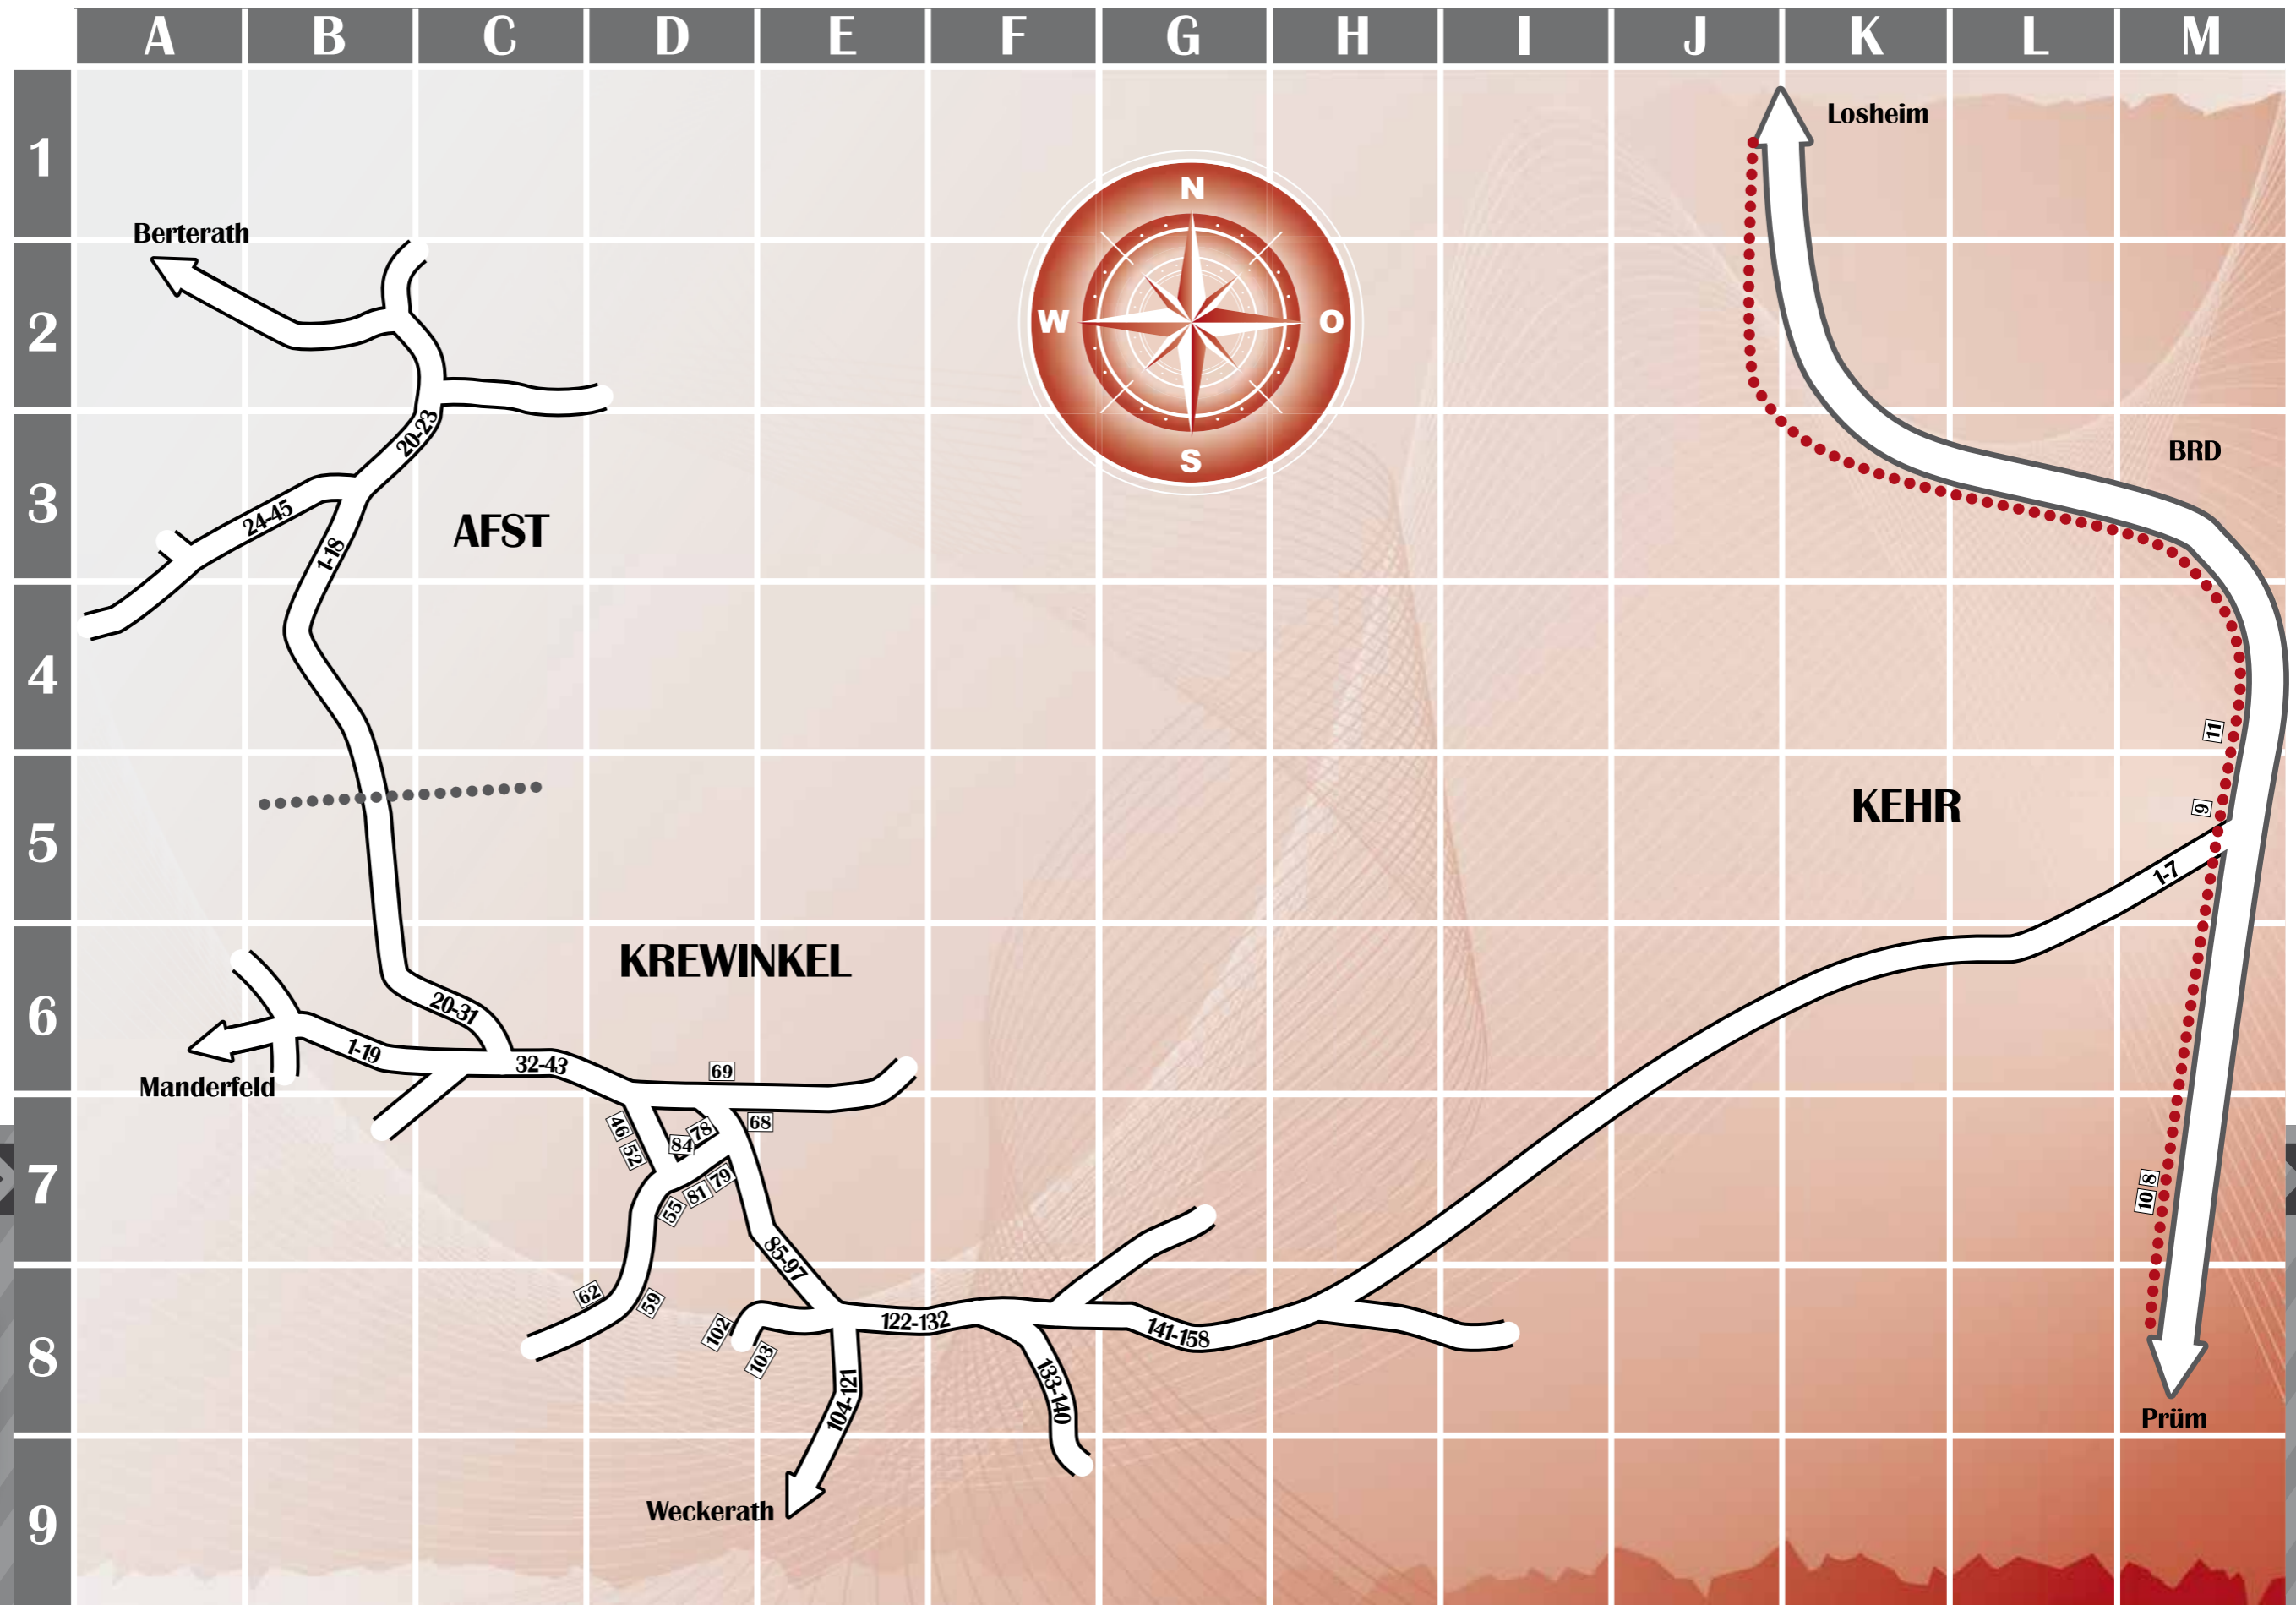 A B C D E F G H I J K L M
1
Losheim
N
Berterath
2
W
O
20-23
BRD
S
3
24-45
AFST
1-18
4
11
KEHR
9
5
1-7
KREWINKEL
6
20-31
1-19
32-43
69
Manderfeld
68
46
78
84
52
7
79
81
8
55
10
85-97
62
59
122-132
102
141-158
8
103
104-121
133-140
Prüm
Weckerath
9